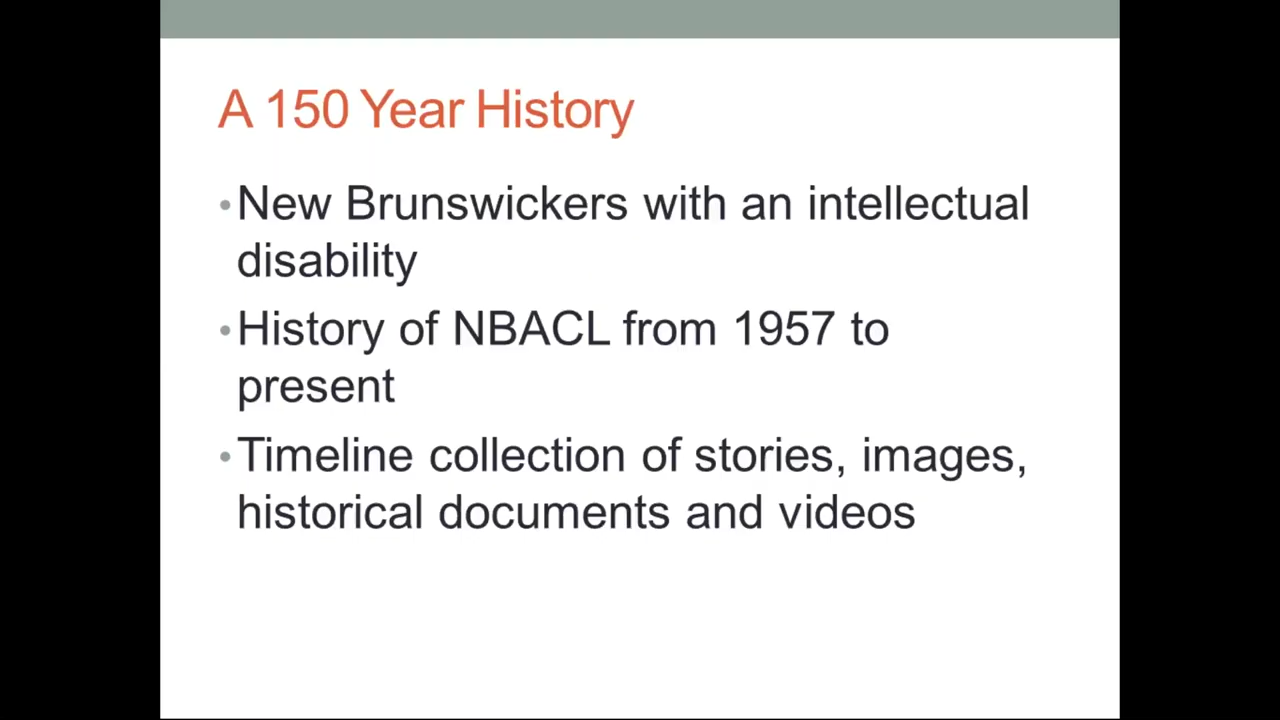 A 150 Year History
•New Brunswickers with an intellectual
disability
•History of NBACL from 1957 to
present
•Timeline collection of stories, images,
historical documents and videos